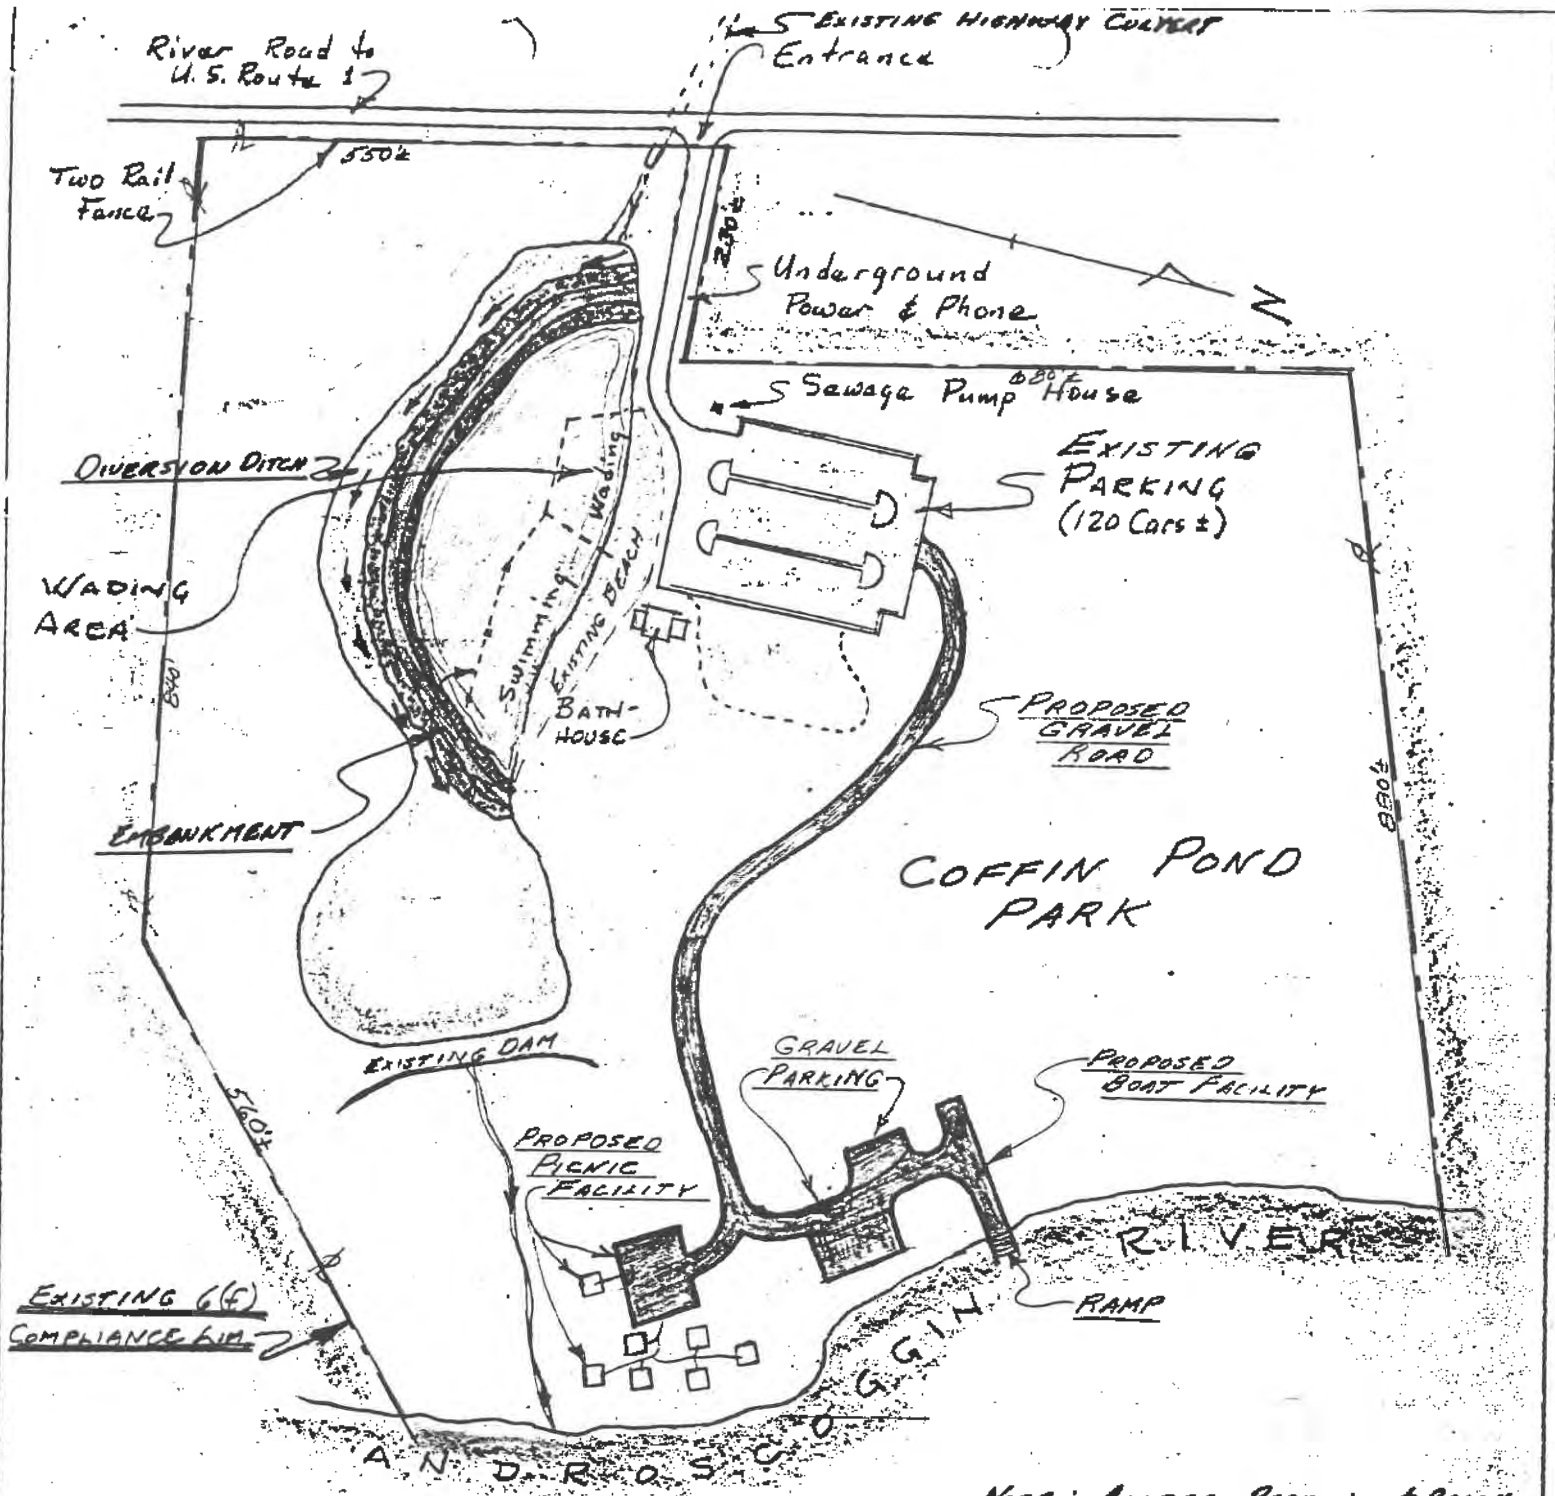 EXISTING HIGHWAY CULVERT
Entrance
River Road to
U.S. Route 1
550'±
Two Rail
Fence
230'±
Underground
Power & Phone
N
680'±
Sewage Pump House
EXISTING
PARKING
(120 Cars ±)
DIVERSION DITCH
Wading
Swimming
EXISTING BEACH
WADING
AREA
840'
BATH-
HOUSE
PROPOSED
GRAVEL
ROAD
880'±
EMBANKMENT
COFFIN POND
PARK
EXISTING DAM
GRAVEL
PARKING
PROPOSED
BOAT FACILITY
560'±
PROPOSED
PICNIC
FACILITY
EXISTING 6(f)
COMPLIANCE LIM.
RAMP
ANDROSCOGGIN RIVER